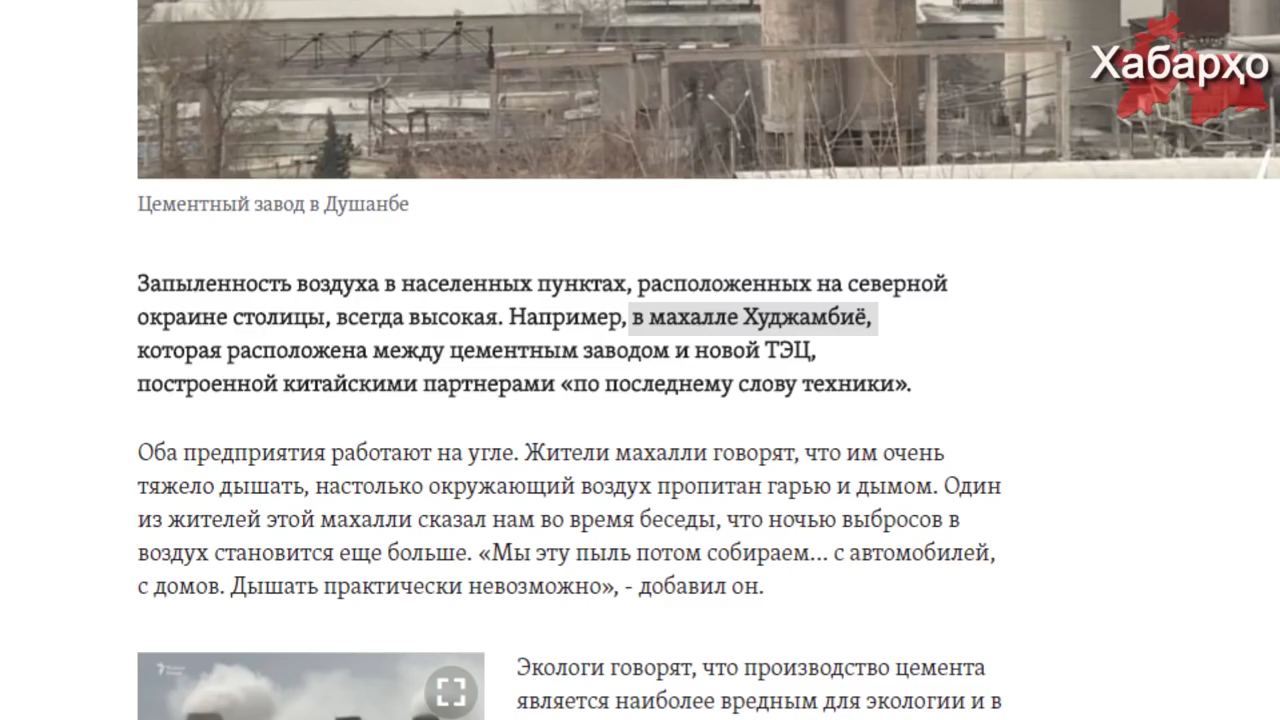 Хабарҳо
Цементный завод в Душанбе
Запыленность воздуха в населенных пунктах, расположенных на северной
окраине столицы, всегда высокая. Например, в махалле Худжамбиё,
которая расположена между цементным заводом и новой ТЭЦ,
построенной китайскими партнерами «по последнему слову техники».
Оба предприятия работают на угле. Жители махалли говорят, что им очень
тяжело дышать, настолько окружающий воздух пропитан гарью и дымом. Один
из жителей этой махалли сказал нам во время беседы, что ночью выбросов в
воздух становится еще больше. «Мы эту пыль потом собираем... с автомобилей,
с домов. Дышать практически невозможно», - добавил он.
Экологи говорят, что производство цемента
является наиболее вредным для экологии и в